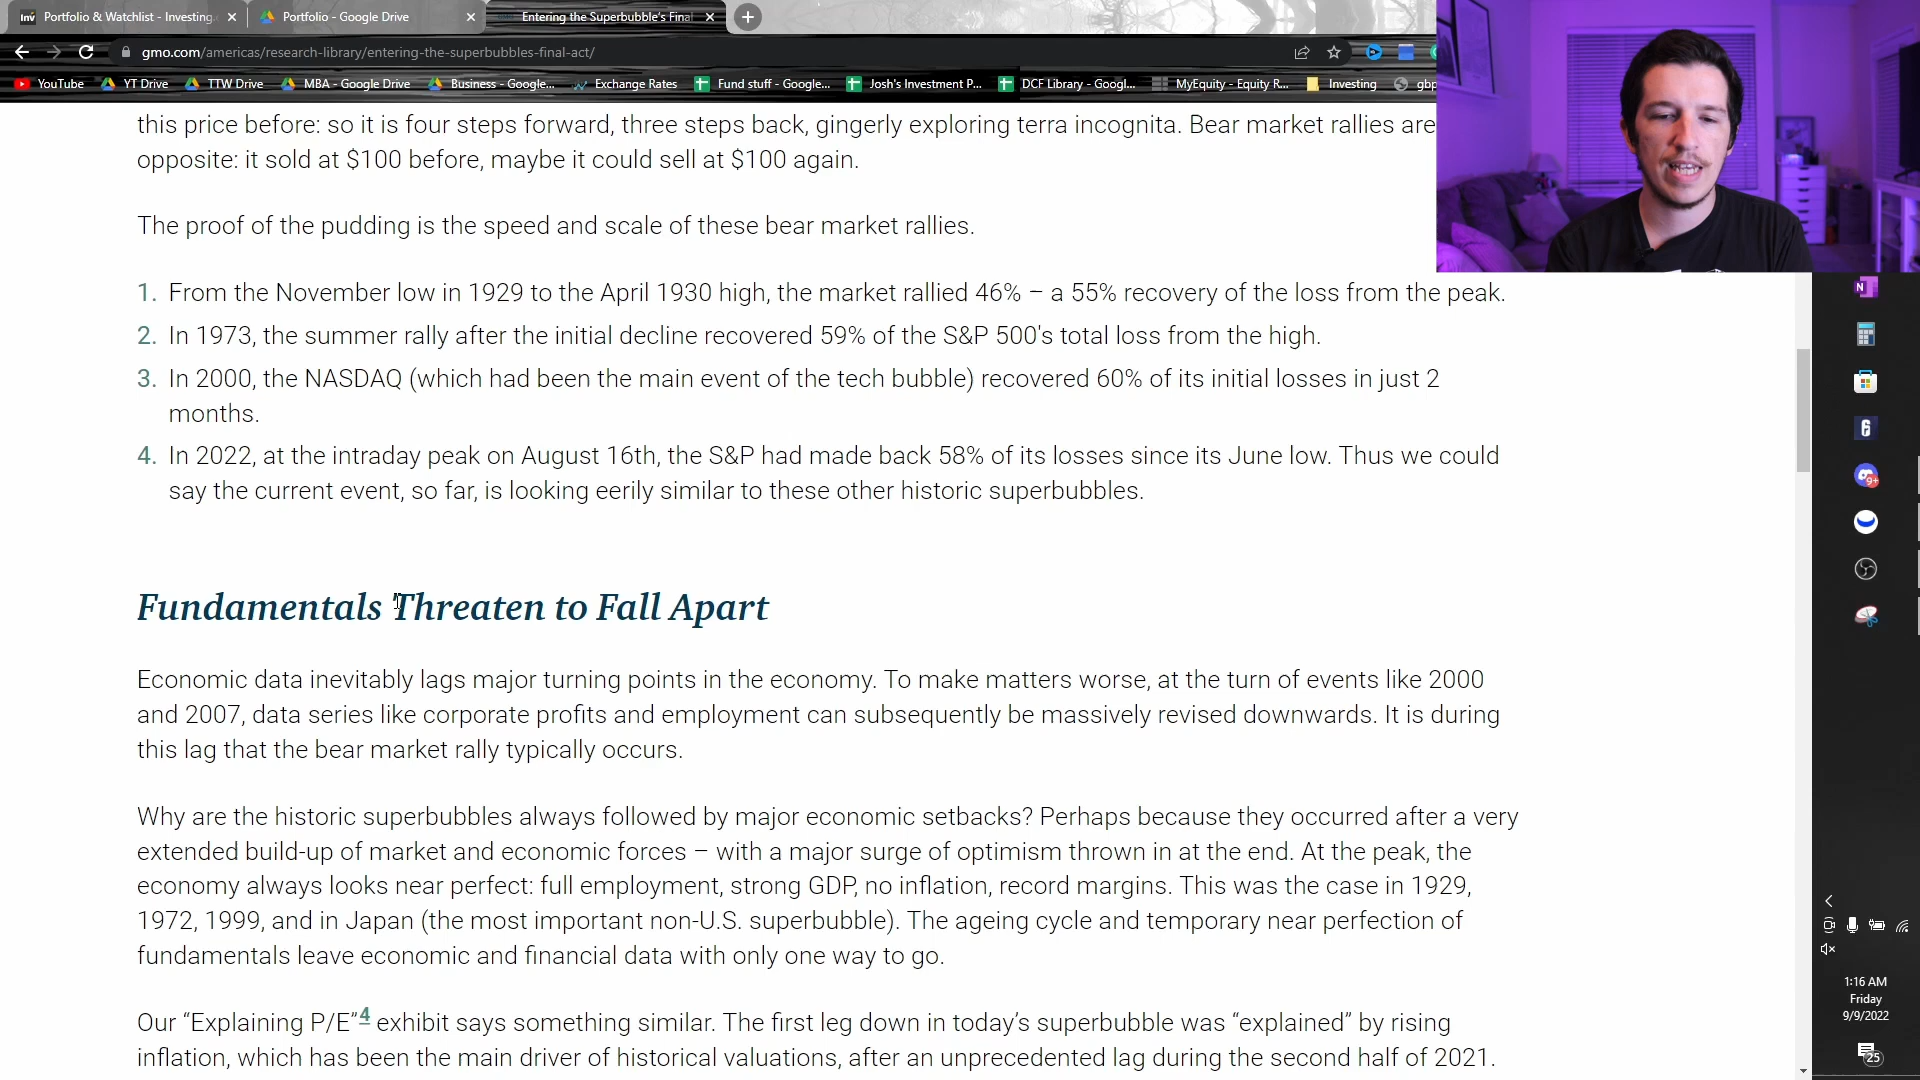 Portfolio & Watchlist - Investing.
Portfolio - Google Drive
Entering the Superbubble's Final
gmo.com/americas/research-library/entering-the-superbubbles-final-act/
YouTube
YT Drive
TTW Drive
MBA - Google Drive
Business - Google...
Exchange Rates
Fund stuff - Google...
Josh's Investment P...
DCF Library - Googl...
MyEquity - Equity R...
Investing
gbp
this price before: so it is four steps forward, three steps back, gingerly exploring terra incognita. Bear market rallies are
opposite: it sold at $100 before, maybe it could sell at $100 again.
The proof of the pudding is the speed and scale of these bear market rallies.
1. From the November low in 1929 to the April 1930 high, the market rallied 46% – a 55% recovery of the loss from the peak.
2. In 1973, the summer rally after the initial decline recovered 59% of the S&P 500's total loss from the high.
3. In 2000, the NASDAQ (which had been the main event of the tech bubble) recovered 60% of its initial losses in just 2
months.
4. In 2022, at the intraday peak on August 16th, the S&P had made back 58% of its losses since its June low. Thus we could
say the current event, so far, is looking eerily similar to these other historic superbubbles.
Fundamentals Threaten to Fall Apart
Economic data inevitably lags major turning points in the economy. To make matters worse, at the turn of events like 2000
and 2007, data series like corporate profits and employment can subsequently be massively revised downwards. It is during
this lag that the bear market rally typically occurs.
Why are the historic superbubbles always followed by major economic setbacks? Perhaps because they occurred after a very
extended build-up of market and economic forces – with a major surge of optimism thrown in at the end. At the peak, the
economy always looks near perfect: full employment, strong GDP, no inflation, record margins. This was the case in 1929,
1972, 1999, and in Japan (the most important non-U.S. superbubble). The ageing cycle and temporary near perfection of
fundamentals leave economic and financial data with only one way to go.
Our “Explaining P/E”4 exhibit says something similar. The first leg down in today’s superbubble was “explained” by rising
inflation, which has been the main driver of historical valuations, after an unprecedented lag during the second half of 2021.
N
6
9+
1:16 AM
Friday
9/9/2022
25